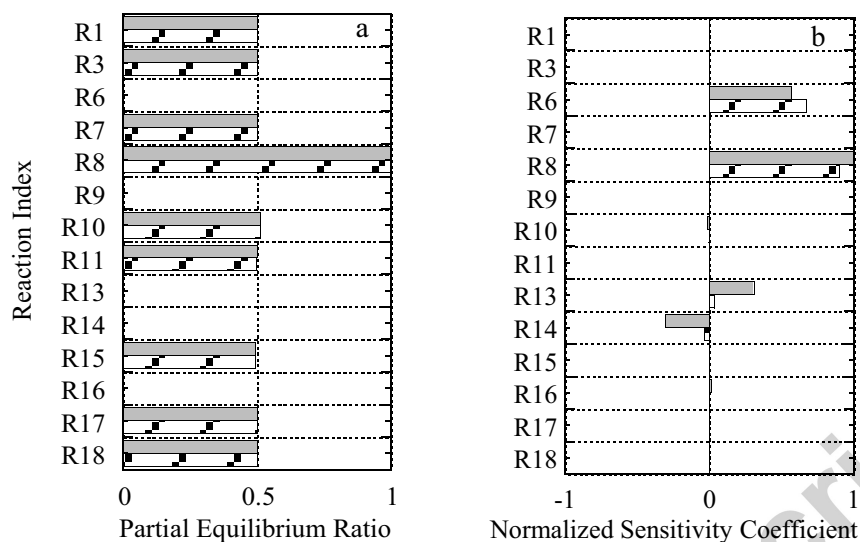 a
R1
R3
R6
R7
R8
R9
R10
R11
R13
R14
R15
R16
R17
R18
Reaction Index
0 0.5 1
Partial Equilibrium Ratio
b
R1
R3
R6
R7
R8
R9
R10
R11
R13
R14
R15
R16
R17
R18
-1 0 1
Normalized Sensitivity Coefficient
cri